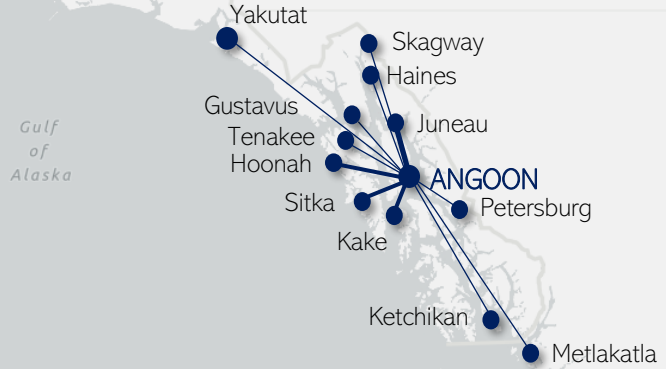 Yakutat
Skagway
Haines
Gustavus
Juneau
Gulf
of
Alaska
Tenakee
Hoonah
ANGOON
Sitka
Petersburg
Kake
Ketchikan
Metlakatla